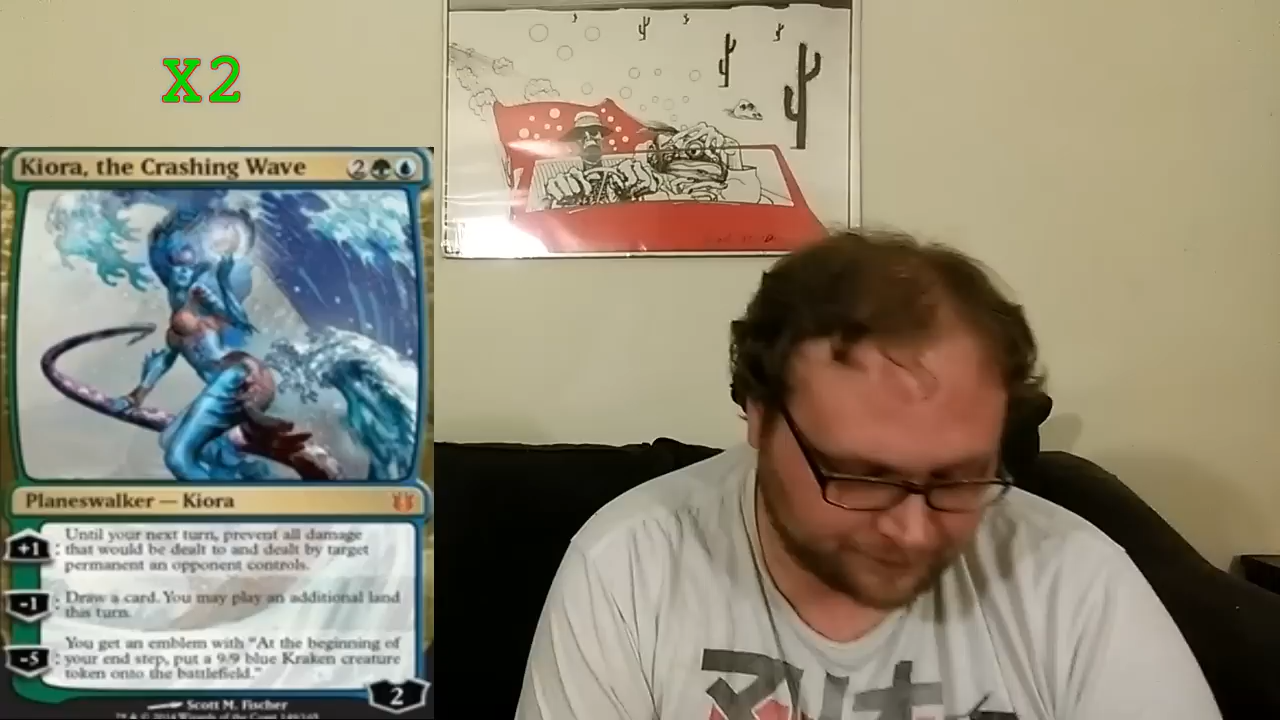 X2
Kiora, the Crashing Wave 2
Planeswalker — Kiora
+1 : Until your next turn, prevent all damage
that would be dealt to and dealt by target
permanent an opponent controls.
-1 : Draw a card. You may play an additional land
this turn.
-5 : You get an emblem with "At the beginning of
your end step, put a 9/9 blue Kraken creature
token onto the battlefield."
2
Scott M. Fischer